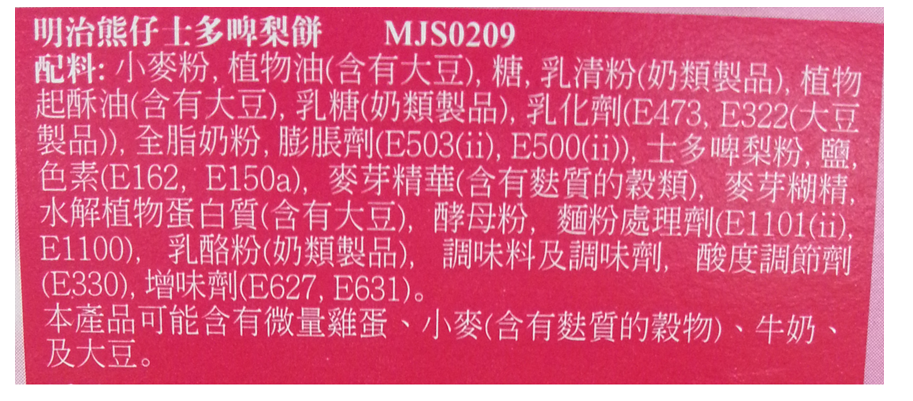 明治熊仔士多啤梨餅 MJS0209
配料: 小麥粉, 植物油(含有大豆), 糖, 乳清粉(奶類製品), 植物
起酥油(含有大豆), 乳糖(奶類製品), 乳化劑(E473, E322(大豆
製品)), 全脂奶粉, 膨脹劑(E503(ii), E500(ii)), 士多啤梨粉, 鹽,
色素(E162, E150a), 麥芽精華(含有麩質的穀類), 麥芽糊精,
水解植物蛋白質(含有大豆), 酵母粉, 麵粉處理劑(E1101(ii),
E1100), 乳酪粉(奶類製品), 調味料及調味劑, 酸度調節劑
(E330), 增味劑(E627, E631)。
本產品可能含有微量雞蛋、小麥(含有麩質的穀物)、牛奶、
及大豆。